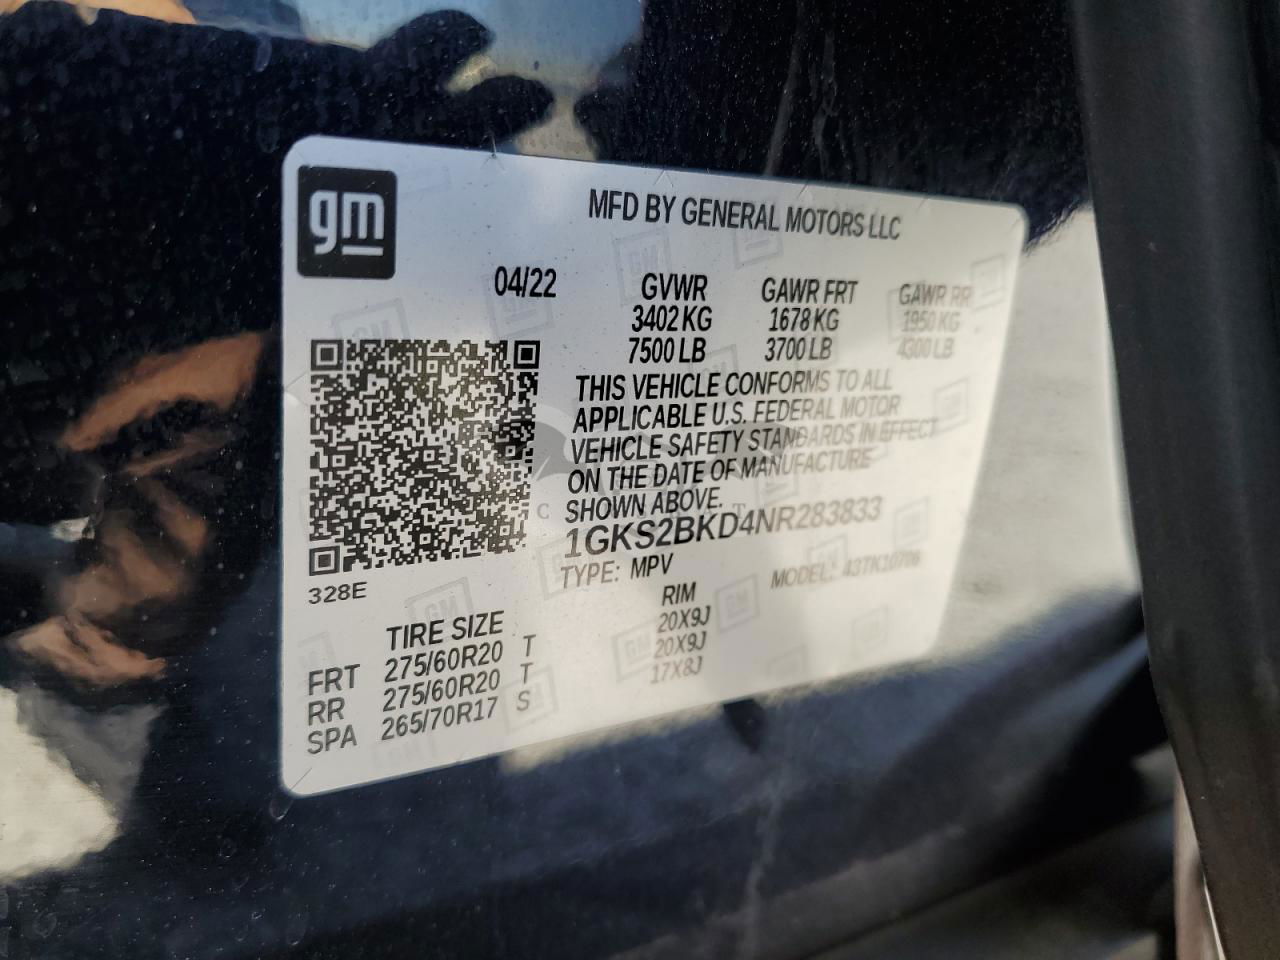 gm
MFD BY GENERAL MOTORS LLC
04/22 GVWR GAWR FRT GAWR RR
3402 KG 1678 KG 1950 KG
7500 LB 3700 LB 4300 LB
THIS VEHICLE CONFORMS TO ALL
APPLICABLE U.S. FEDERAL MOTOR
VEHICLE SAFETY STANDARDS IN EFFECT
ON THE DATE OF MANUFACTURE
SHOWN ABOVE.
1GKS2BKD4NR283833
TYPE: MPV MODEL: 43TK10706
328E
TIRE SIZE RIM
FRT 275/60R20 T 20X9J
RR 275/60R20 T 20X9J
SPA 265/70R17 S 17X8J